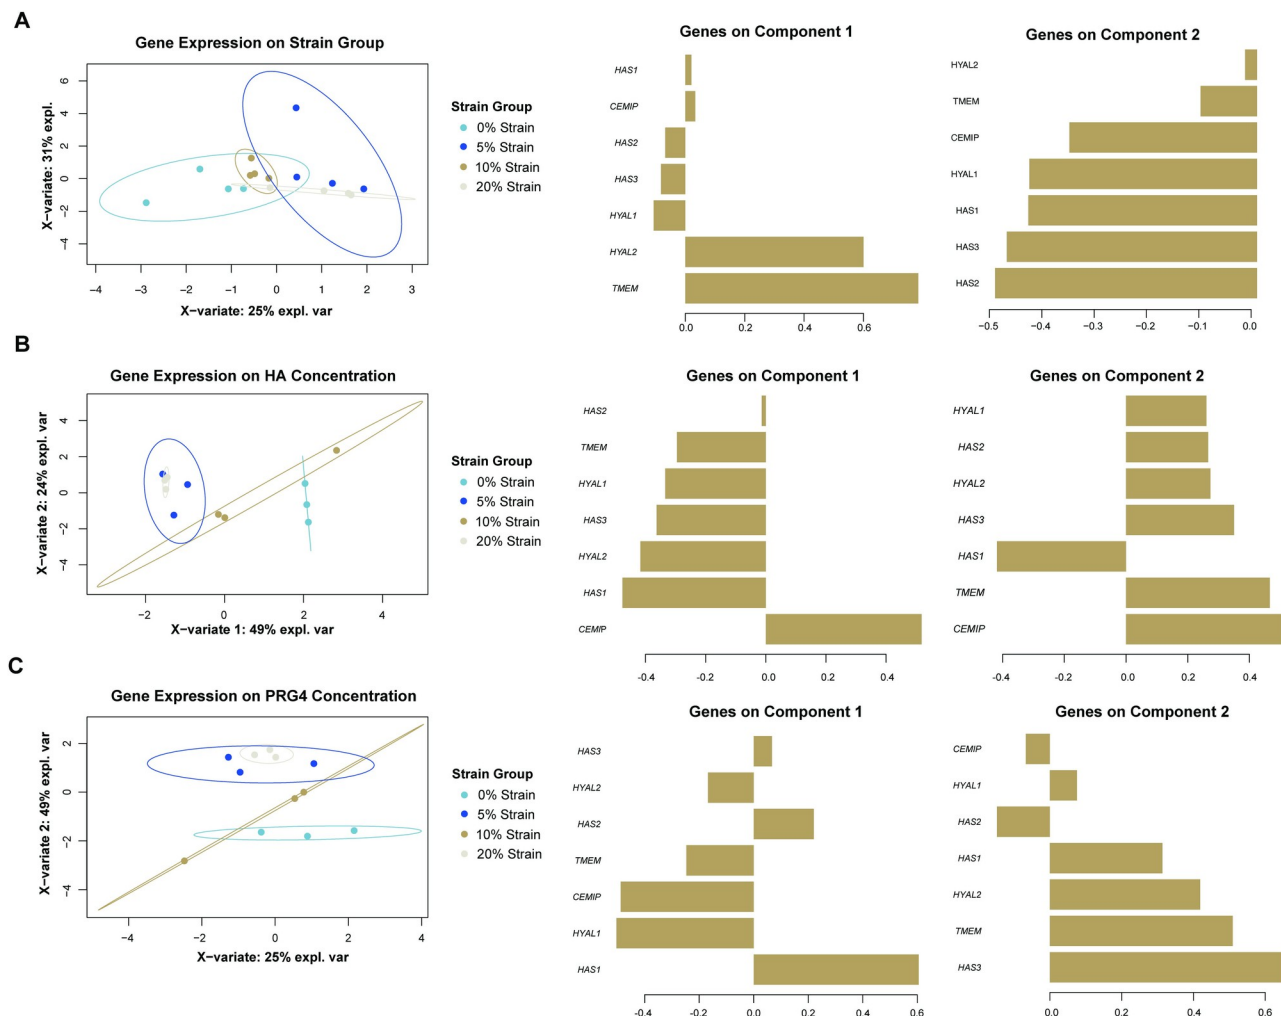 A
Gene Expression on Strain Group
X-variate: 31% expl.
6
4
2
0
−2
−4
−4 −3 −2 −1 0 1 2 3
X-variate: 25% expl. var
Strain Group
0% Strain
5% Strain
10% Strain
20% Strain
Genes on Component 1
HAS1
CEMIP
HAS2
HAS3
HYAL1
HYAL2
TMEM
0.0 0.2 0.4 0.6
Genes on Component 2
HYAL2
TMEM
CEMIP
HYAL1
HAS1
HAS3
HAS2
−0.5 −0.4 −0.3 −0.2 −0.1 0.0
B
Gene Expression on HA Concentration
X−variate 2: 24% expl. var
4
2
0
−2
−4
−2 0 2 4
X−variate 1: 49% expl. var
Strain Group
0% Strain
5% Strain
10% Strain
20% Strain
Genes on Component 1
HAS2
TMEM
HYAL1
HAS3
HYAL2
HAS1
CEMIP
-0.4 -0.2 0.0 0.2 0.4
Genes on Component 2
HYAL1
HAS2
HYAL2
HAS3
HAS1
TMEM
CEMIP
-0.4 -0.2 0.0 0.2 0.4
C
Gene Expression on PRG4 Concentration
X−variate 2: 49% expl. var
2
0
−2
−4
−4 −2 0 2 4
X−variate: 25% expl. var
Strain Group
0% Strain
5% Strain
10% Strain
20% Strain
Genes on Component 1
HAS3
HYAL2
HAS2
TMEM
CEMIP
HYAL1
HAS1
-0.4 -0.2 0.0 0.2 0.4 0.6
Genes on Component 2
CEMIP
HYAL1
HAS2
HAS1
HYAL2
TMEM
HAS3
0.0 0.2 0.4 0.6